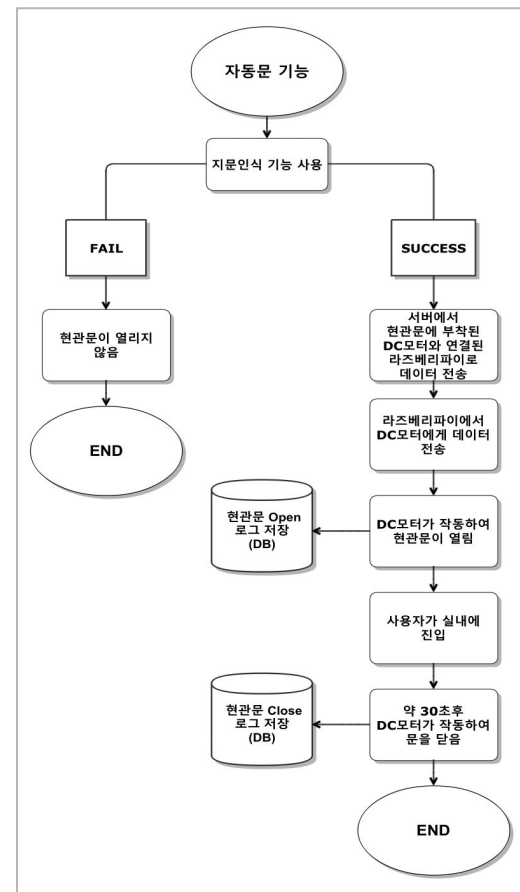 자동문 기능
지문인식 기능 사용
FAIL
현관문이 열리지
않음
END
SUCCESS
서버에서
현관문에 부착된
DC모터와 연결된
라즈베리파이로
데이터 전송
라즈베리파이에서
DC모터에게 데이터
전송
DC모터가 작동하여
현관문이 열림
현관문 Open
로그 저장
(DB)
사용자가 실내에
진입
약 30초후
DC모터가 작동하여
문을 닫음
현관문 Close
로그 저장
(DB)
END